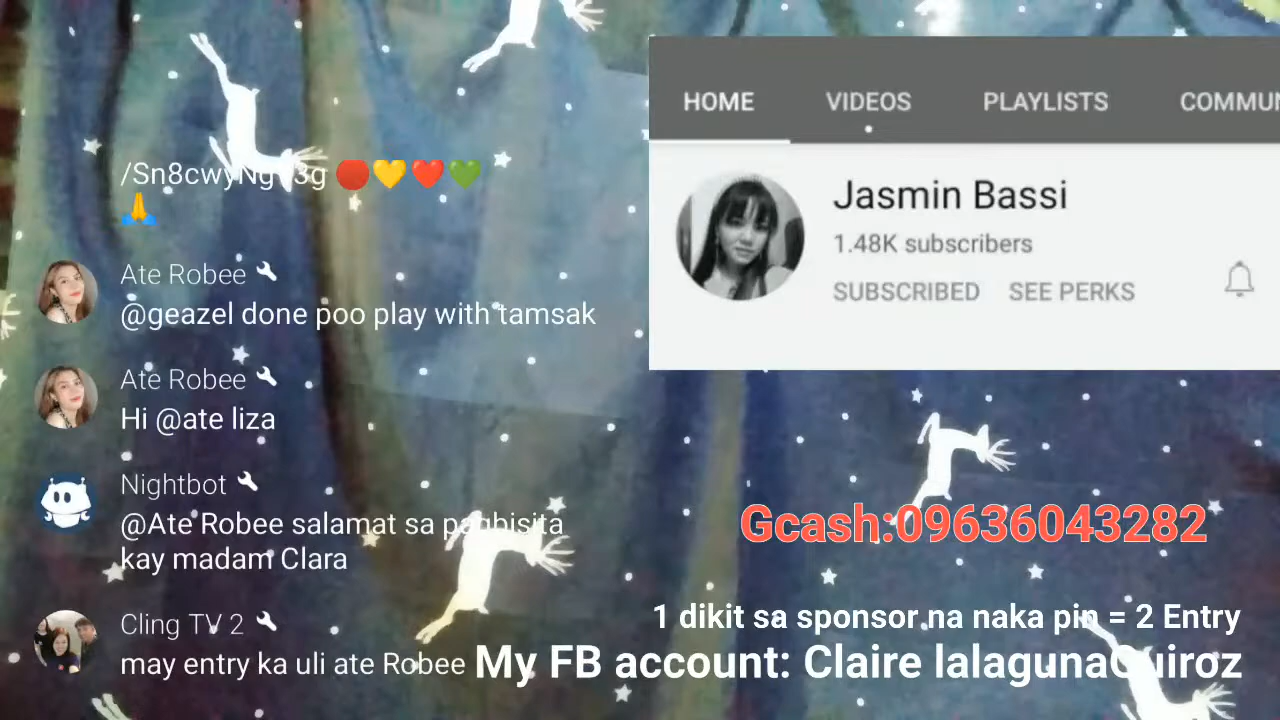 /Sn8cwyNg 3g 🔴💛❤️💚
🙏
Ate Robee
@geazel done poo play with tamsak
Ate Robee
Hi @ate liza
Nightbot
@Ate Robee salamat sa pagbisita
kay madam Clara
Cling TV 2
may entry ka uli ate Robee
HOME VIDEOS PLAYLISTS COMMUN
Jasmin Bassi
1.48K subscribers
SUBSCRIBED SEE PERKS
Gcash:09636043282
1 dikit sa sponsor na naka pin = 2 Entry
My FB account: Claire lalagunaQuiroz